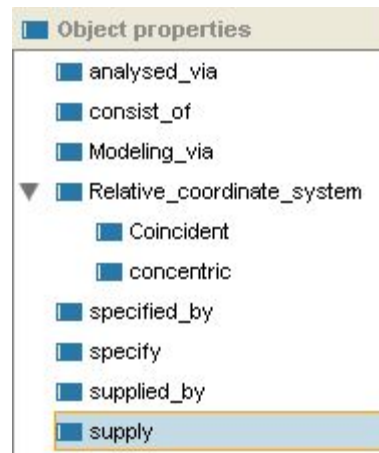 Object properties
analysed_via
consist_of
Modeling_via
Relative_coordinate_system
Coincident
concentric
specified_by
specify
supplied_by
supply